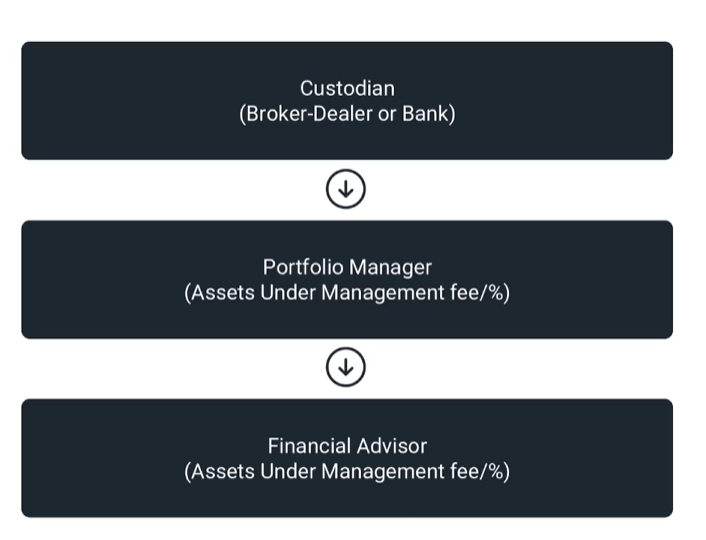 Custodian
(Broker-Dealer or Bank)
Portfolio Manager
(Assets Under Management fee/%)
Financial Advisor
(Assets Under Management fee/%)